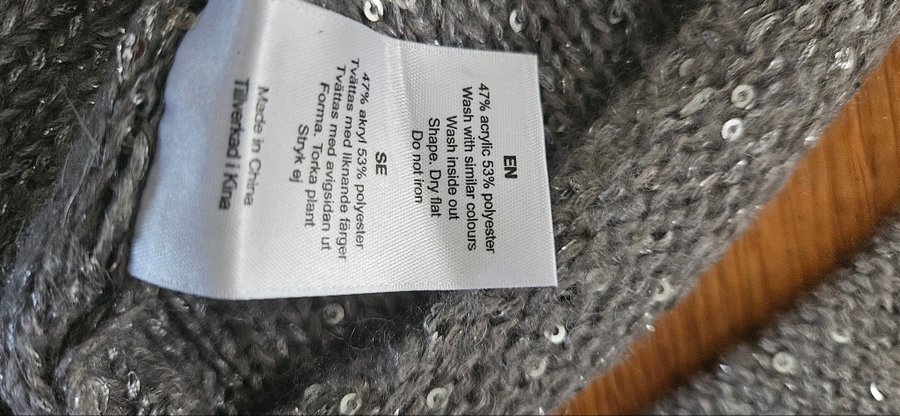 EN
47% acrylic 53% polyester
Wash with similar colours
Wash inside out
Shape. Dry flat
Do not iron
SE
47% akryl 53% polyester
Tvättas med liknande färger
Tvättas med avigsidan ut
Forma. Torka plant
Stryk ej
Made in China
Tillverkad i Kina